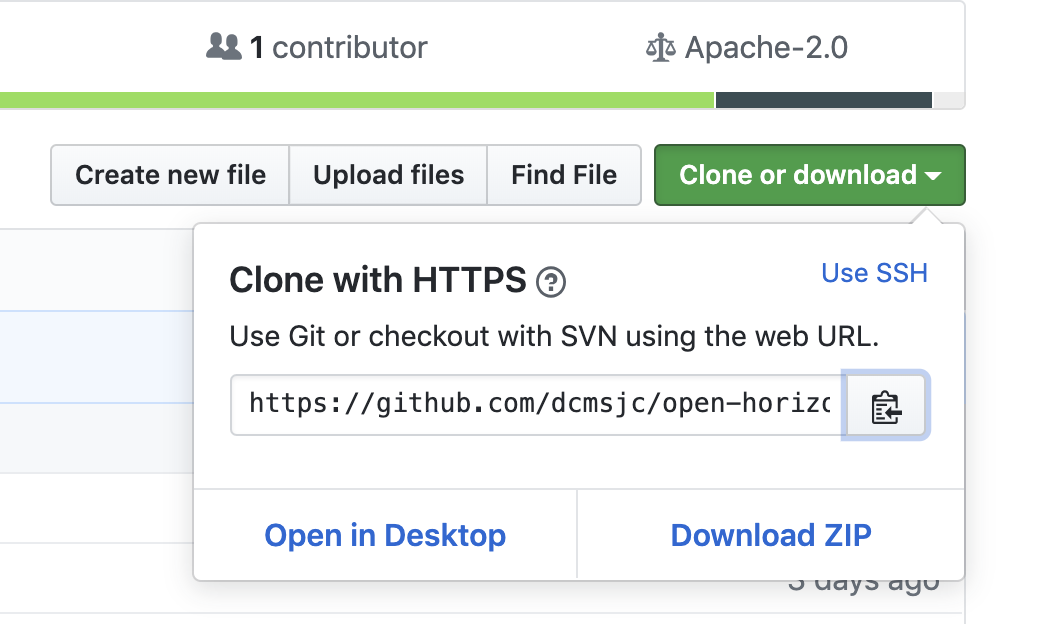 1 contributor
Apache-2.0
Create new file
Upload files
Find File
Clone or download
Clone with HTTPS ?
Use SSH
Use Git or checkout with SVN using the web URL.
https://github.com/dcmsjc/open-horizo
Open in Desktop
Download ZIP
days ago